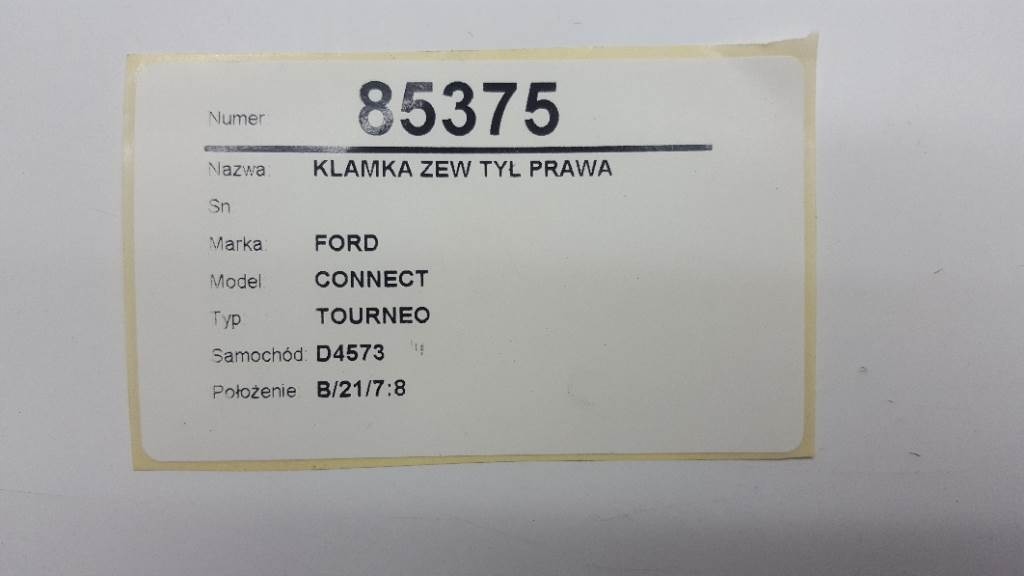 Numer: 85375
Nazwa: KLAMKA ZEW TYŁ PRAWA
Sn
Marka: FORD
Model: CONNECT
Typ TOURNEO
Samochód: D4573
Położenie B/21/7:8